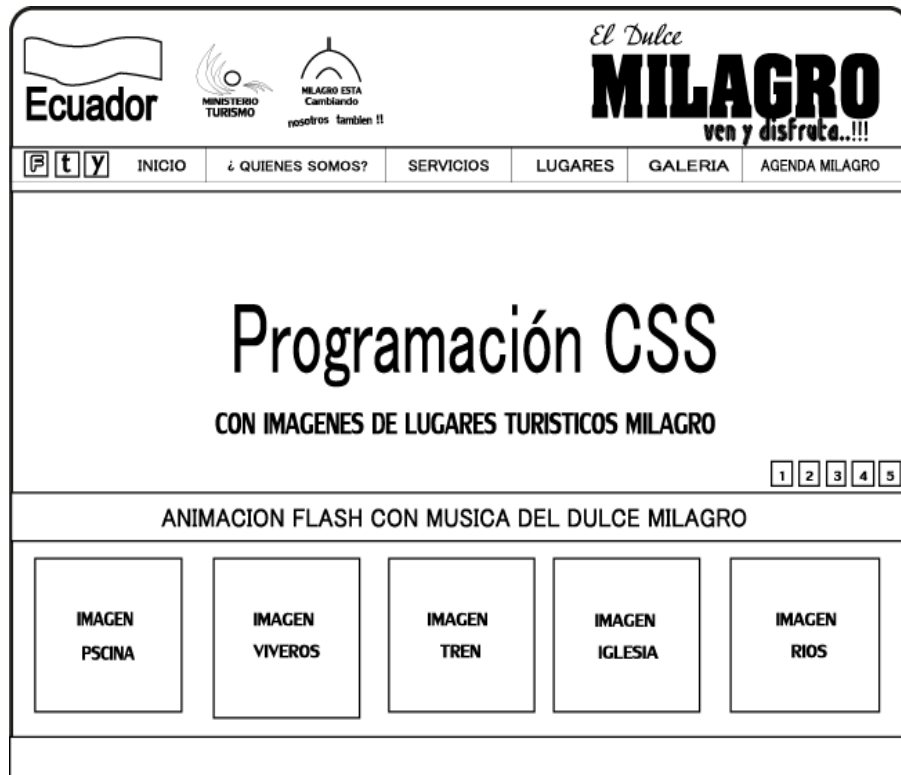 El Dulce
MILAGRO
ven y disfruta..!!!
Ecuador
MINISTERIO
TURISMO
MILAGRO ESTA
Cambiando
nosotros tambien !!
F t y INICIO ¿ QUIENES SOMOS? SERVICIOS LUGARES GALERIA AGENDA MILAGRO
Programación CSS
CON IMAGENES DE LUGARES TURISTICOS MILAGRO
1 2 3 4 5
ANIMACION FLASH CON MUSICA DEL DULCE MILAGRO
IMAGEN
PSCINA
IMAGEN
VIVEROS
IMAGEN
TREN
IMAGEN
IGLESIA
IMAGEN
RIOS